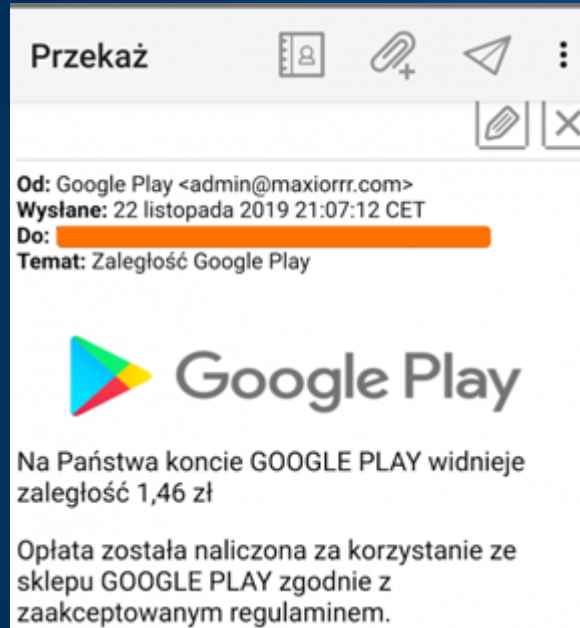 Przekaż
Od: Google Play <admin@maxiorrr.com>
Wysłane: 22 listopada 2019 21:07:12 CET
Do:
Temat: Zaległość Google Play
Google Play
Na Państwa koncie GOOGLE PLAY widnieje
zaległość 1,46 zł
Opłata została naliczona za korzystanie ze
sklepu GOOGLE PLAY zgodnie z
zaakceptowanym regulaminem.